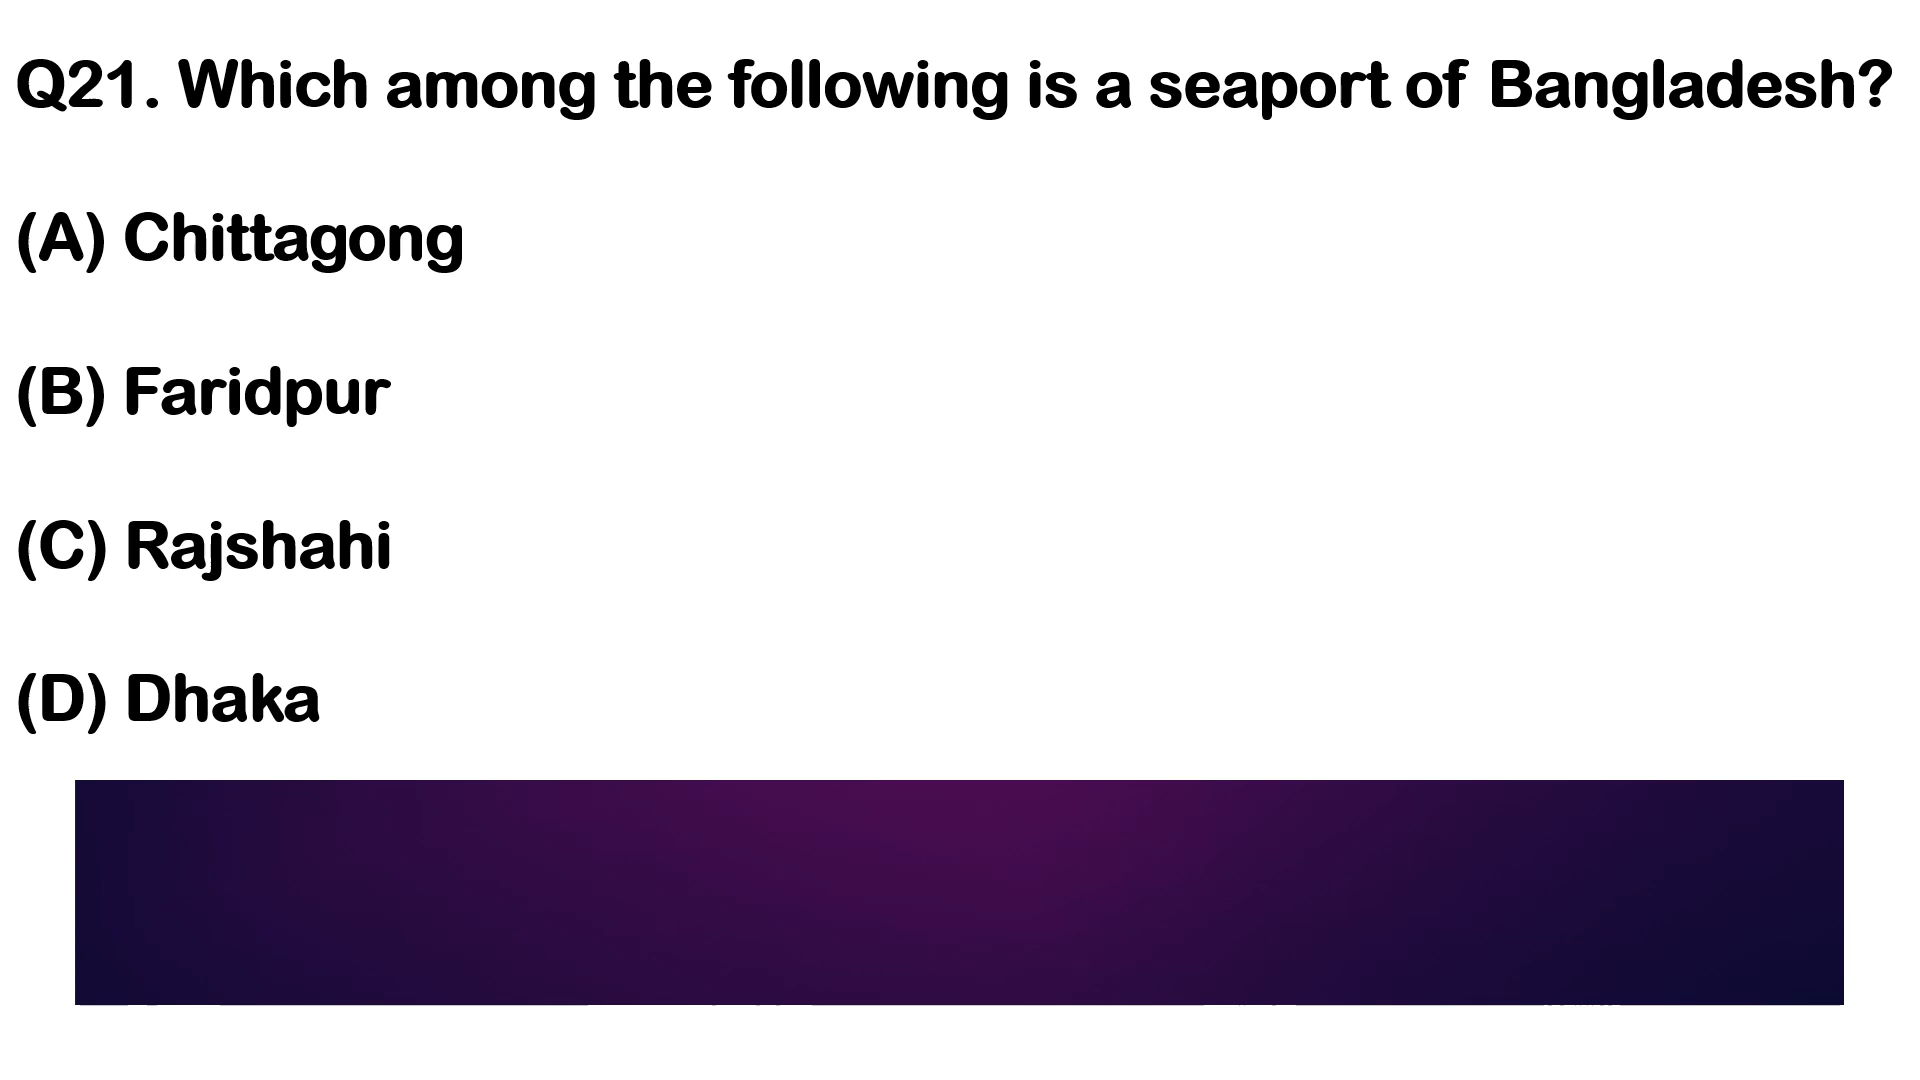 Q21. Which among the following is a seaport of Bangladesh?
(A) Chittagong
(B) Faridpur
(C) Rajshahi
(D) Dhaka